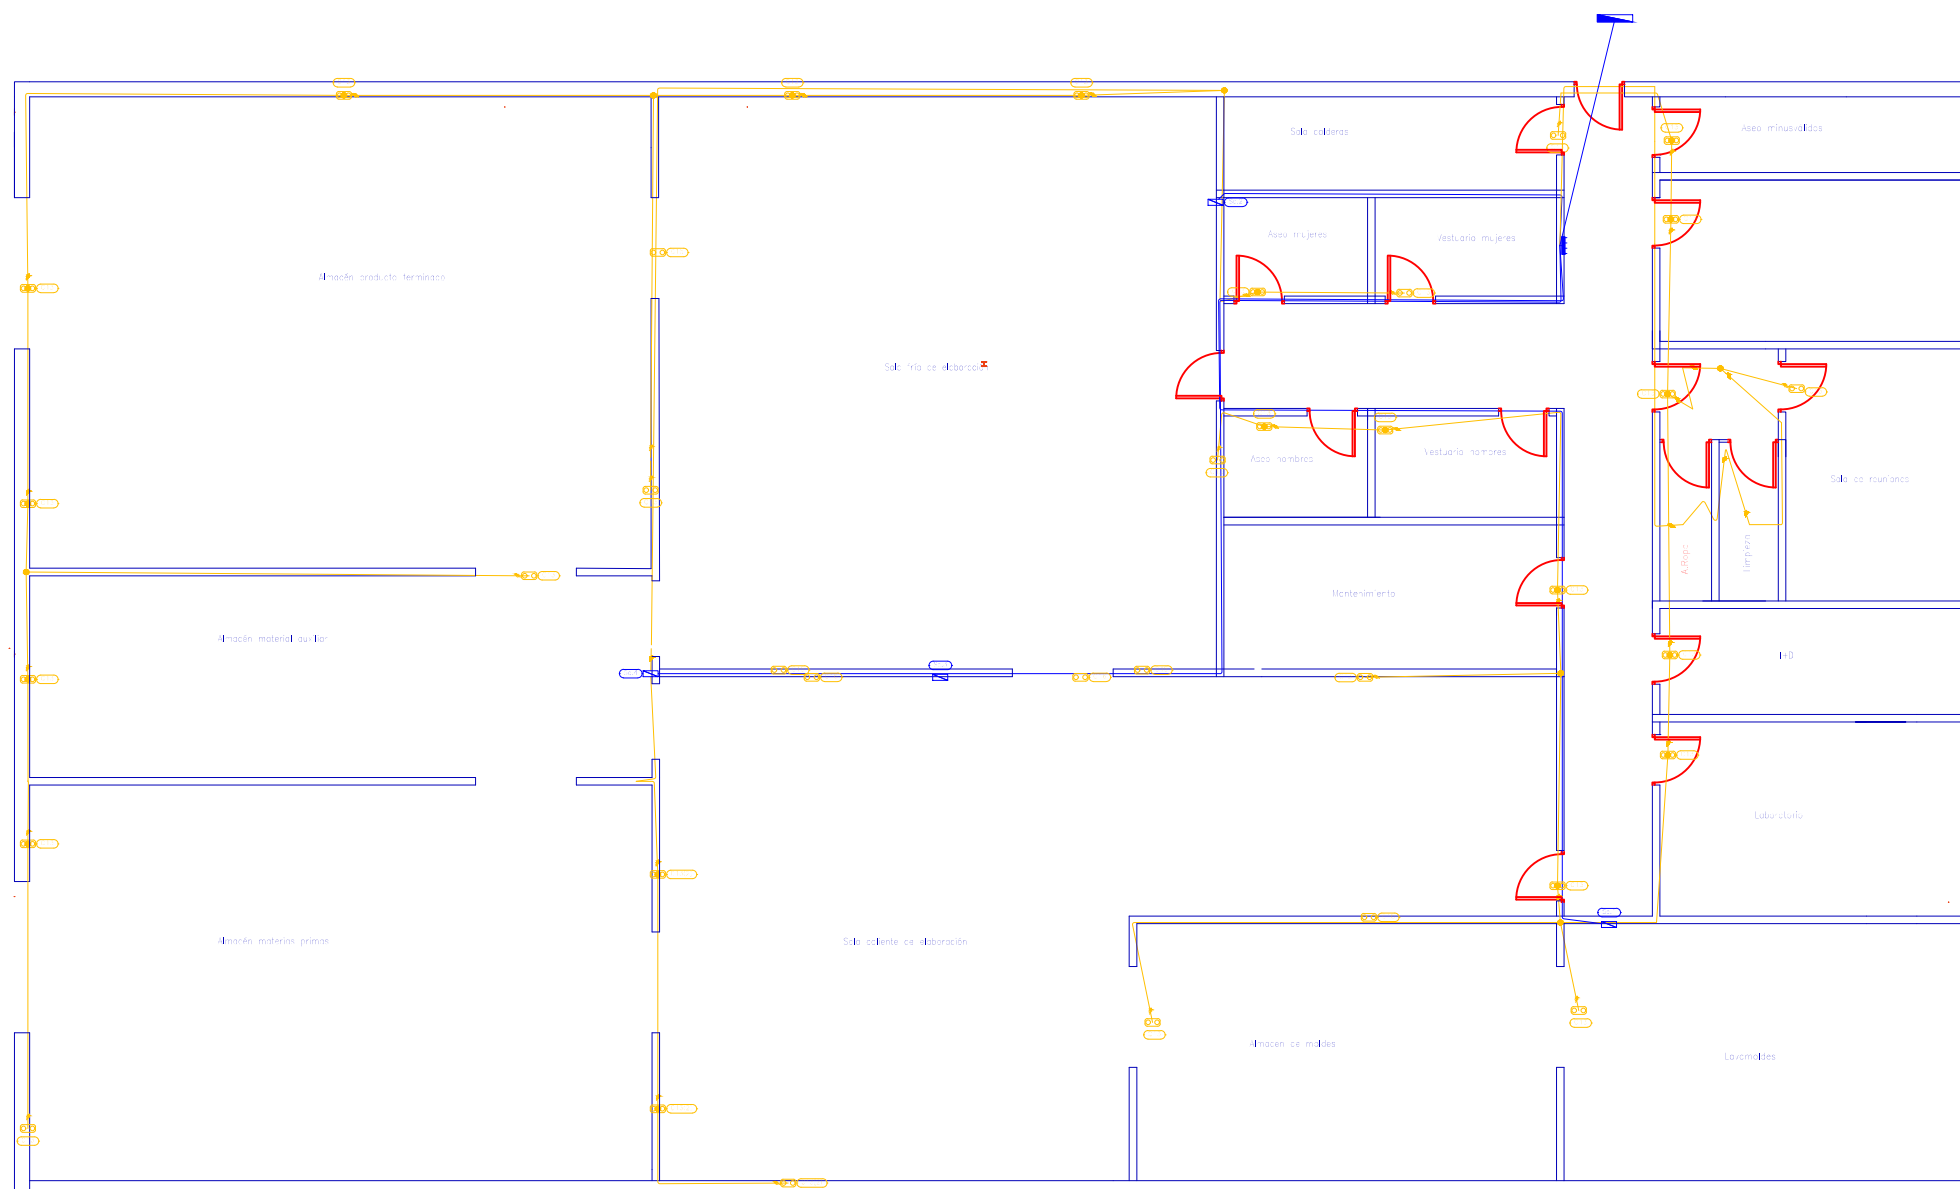 Sala calderas
Aseo minusválidos
Aseo mujeres
Vestuario mujeres
Almacén producto terminado
Sala fría de elaboración
Aseo hombres
Vestuario hombres
Sala de reuniones
A.Ropa
Limpieza
Mantenimiento
Almacén material auxiliar
I+D
Laboratorio
Almacén materias primas
Sala caliente de elaboración
Almacén de moldes
Lavamoldes